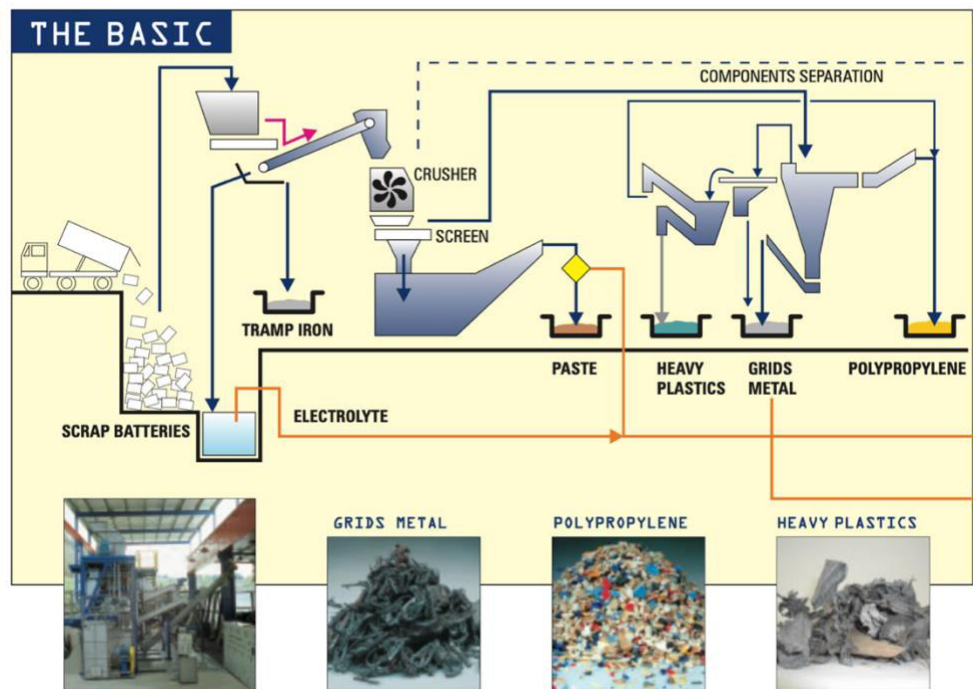 THE BASIC
COMPONENTS SEPARATION
CRUSHER
SCREEN
TRAMP IRON
PASTE
HEAVY
PLASTICS
GRIDS
METAL
POLYPROPYLENE
SCRAP BATTERIES
ELECTROLYTE
GRIDS METAL
POLYPROPYLENE
HEAVY PLASTICS